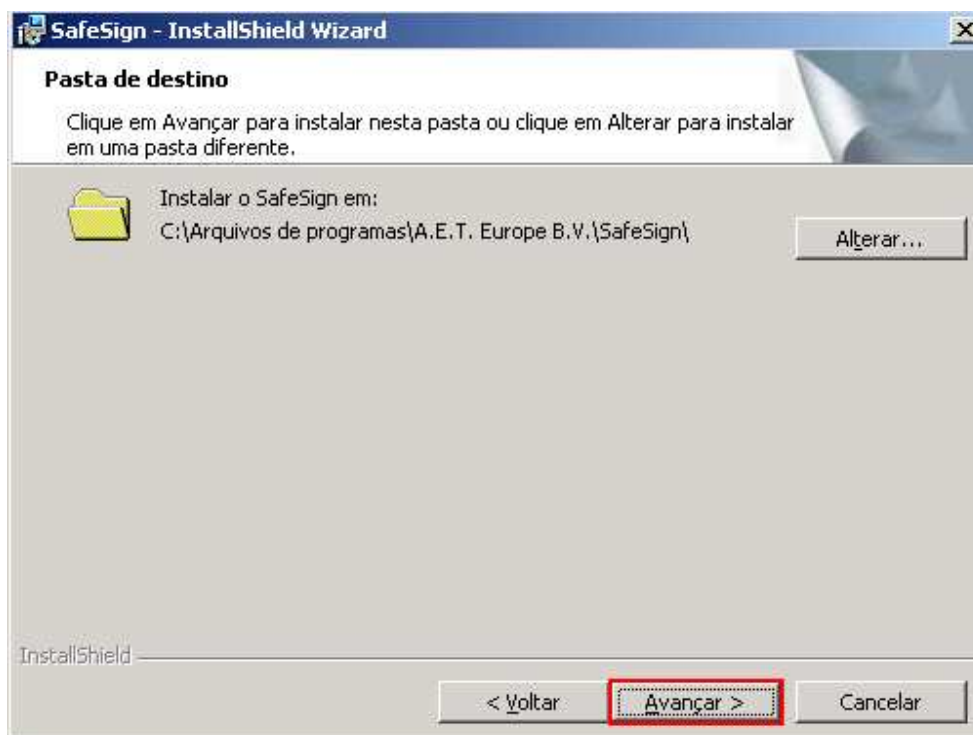 SafeSign - InstallShield Wizard
Pasta de destino
Clique em Avançar para instalar nesta pasta ou clique em Alterar para instalar
em uma pasta diferente.
Instalar o SafeSign em:
C:\Arquivos de programas\A.E.T. Europe B.V.\SafeSign\
Alterar...
InstallShield
< Voltar
Avançar >
Cancelar